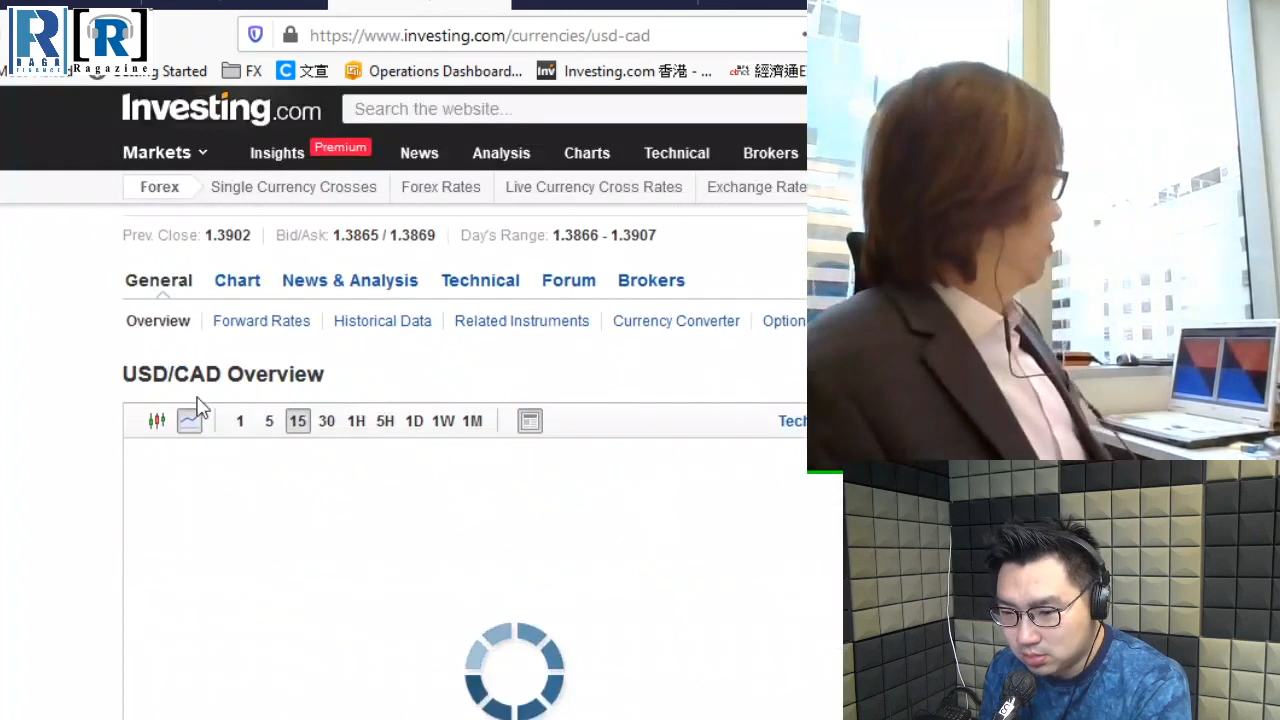 R
RAGA
FINANCE
[R]
Ragazine
https://www.investing.com/currencies/usd-cad
Getting Started
FX
文宣
Operations Dashboard...
Investing.com 香港 - ...
經濟通E
Investing.com
Search the website...
Markets
Insights
Premium
News
Analysis
Charts
Technical
Brokers
Forex
Single Currency Crosses
Forex Rates
Live Currency Cross Rates
Exchange Rate
Prev. Close: 1.3902
Bid/Ask: 1.3865 / 1.3869
Day's Range: 1.3866 - 1.3907
General
Chart
News & Analysis
Technical
Forum
Brokers
Overview
Forward Rates
Historical Data
Related Instruments
Currency Converter
Option
USD/CAD Overview
1 5 15 30 1H 5H 1D 1W 1M
Tech